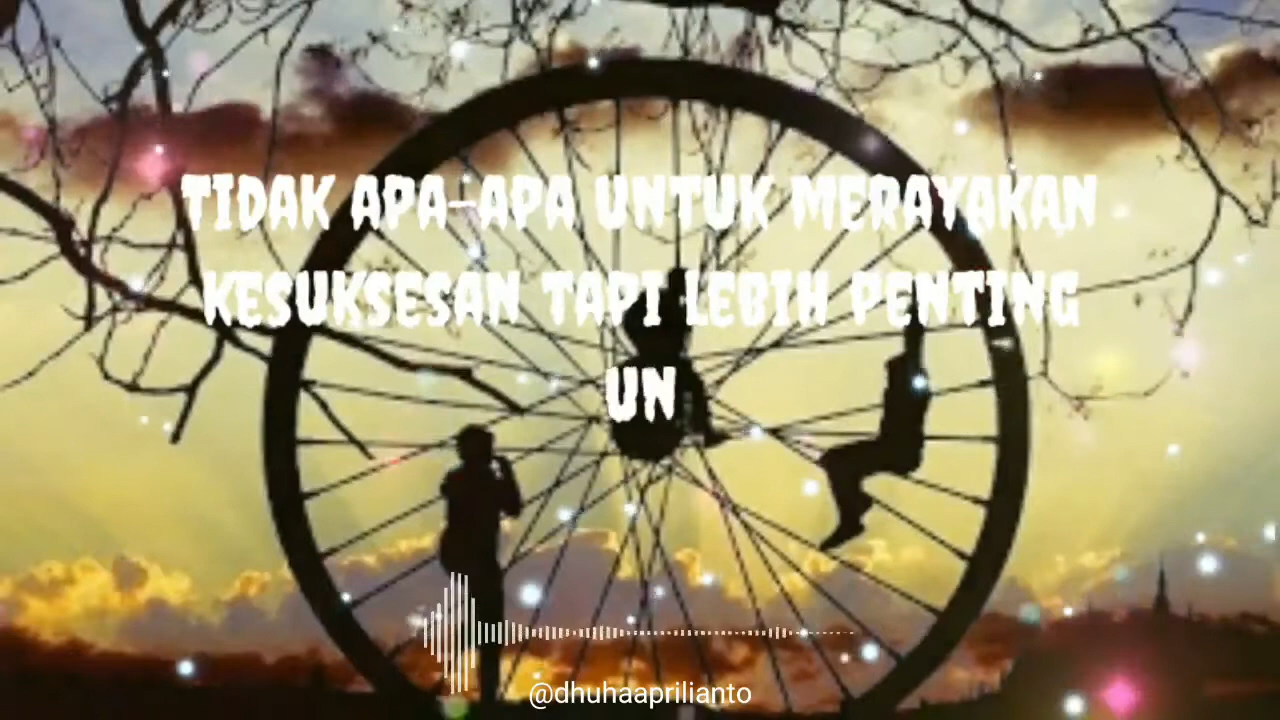 TIDAK APA-APA UNTUK MERAYAKAN
KESUKSESAN TAPI LEBIH PENTING
UN
@dhuhaaprilianto